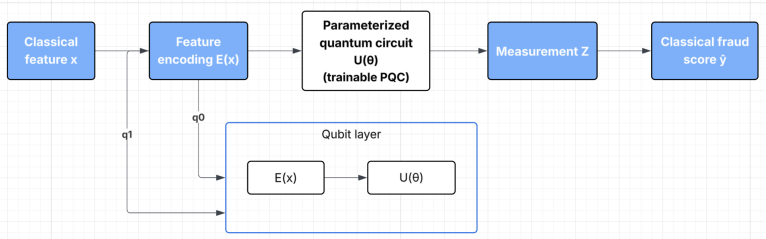 Classical
feature x
Feature
encoding E(x)
Parameterized
quantum circuit
U(θ)
(trainable PQC)
Measurement Z
Classical fraud
score ŷ
q0
q1
Qubit layer
E(x)
U(θ)